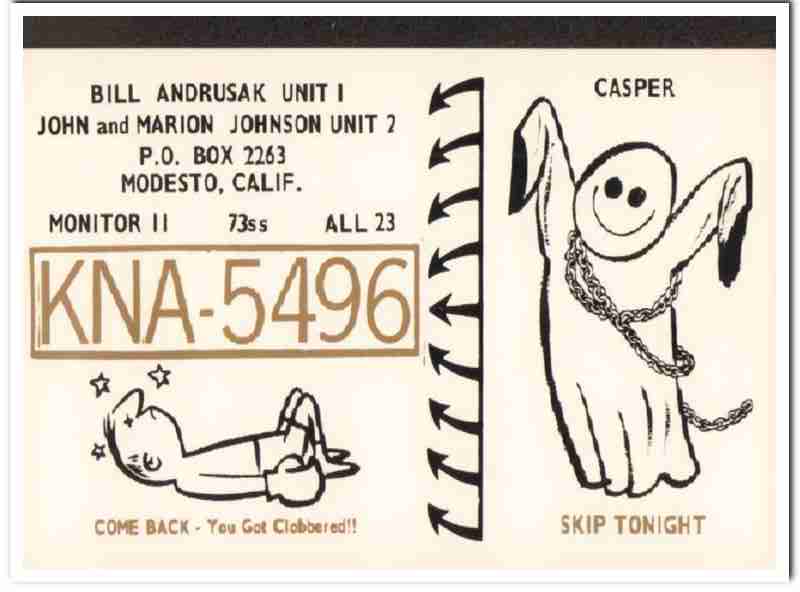 BILL ANDRUSAK UNIT 1
JOHN and MARION JOHNSON UNIT 2
P.O. BOX 2263
MODESTO, CALIF.
MONITOR 11 73ss ALL 23
KNA-5496
COME BACK - You Got Clobbered!!
CASPER
SKIP TONIGHT